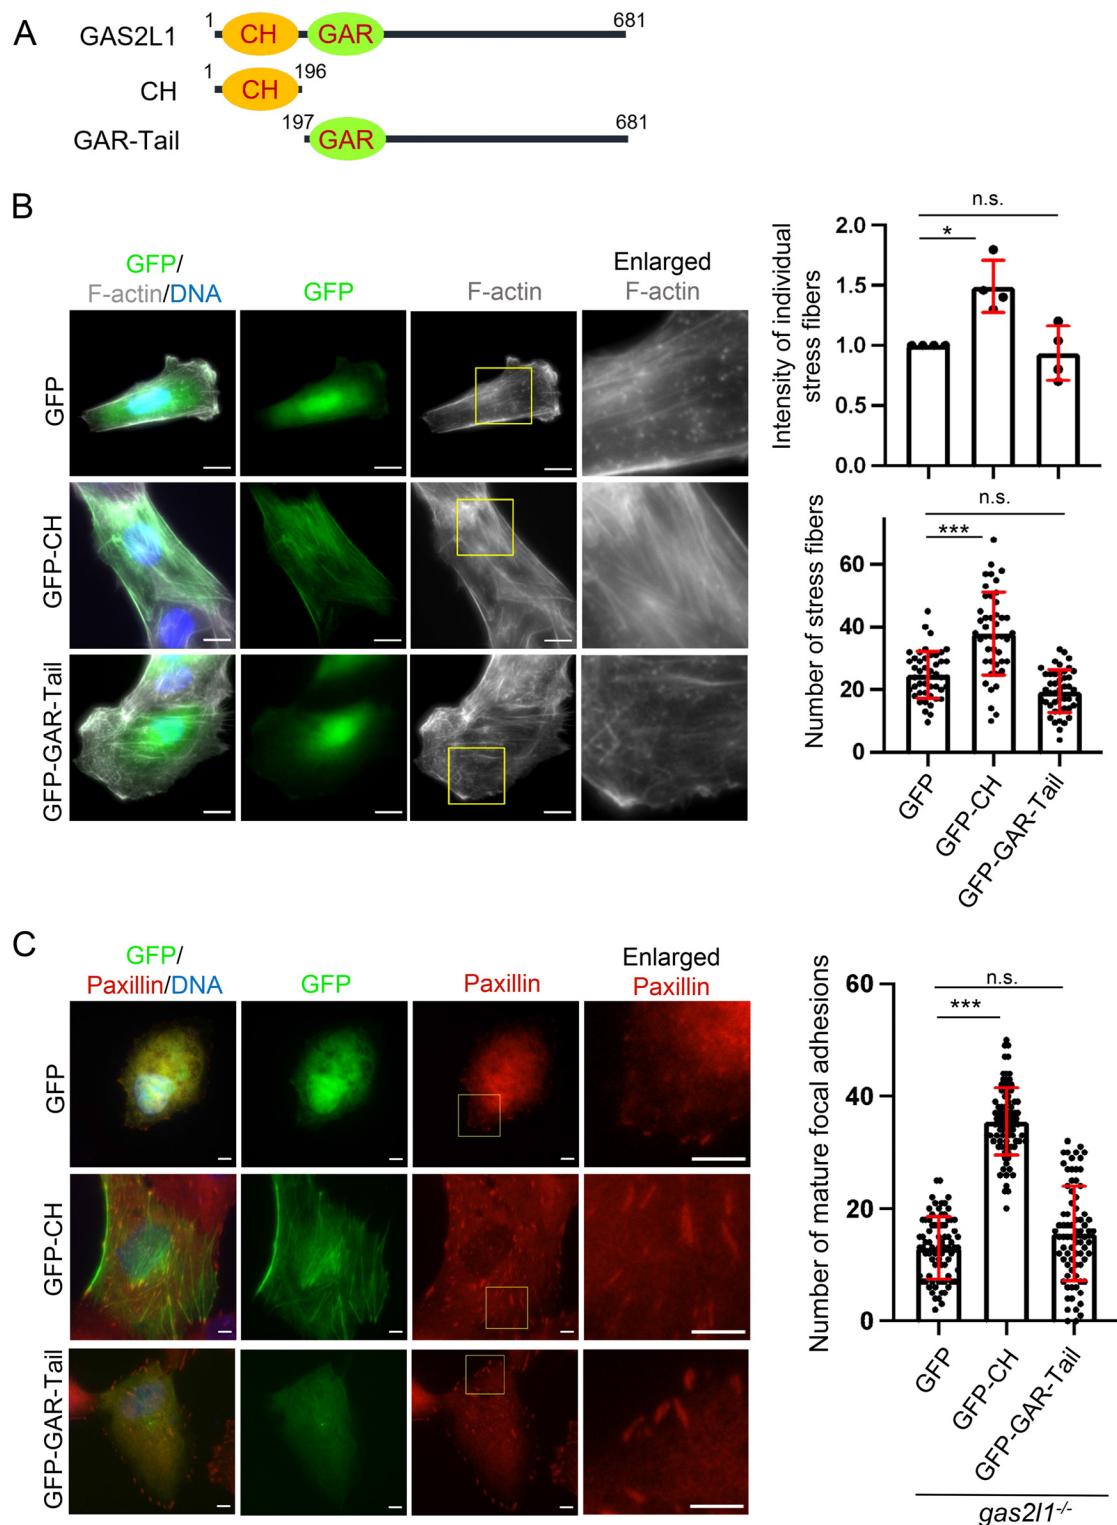 A
GAS2L1
1
CH
GAR
681
CH
1
CH
196
GAR-Tail
197
GAR
681
B
GFP/
F-actin/DNA
GFP
F-actin
Enlarged
F-actin
GFP
GFP-CH
GFP-GAR-Tail
Intensity of individual
stress fibers
n.s.
*
2.0
1.5
1.0
0.5
0.0
Number of stress fibers
n.s.
***
60
40
20
0
GFP
GFP-CH
GFP-GAR-Tail
C
GFP/
Paxillin/DNA
GFP
Paxillin
Enlarged
Paxillin
GFP
GFP-CH
GFP-GAR-Tail
Number of mature focal adhesions
n.s.
***
60
40
20
0
GFP
GFP-CH
GFP-GAR-Tail
gas2l1-/-